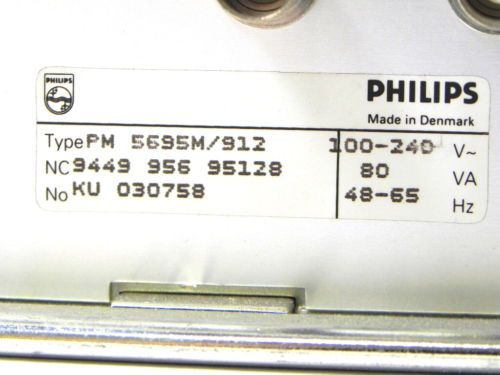 PHILIPS
PHILIPS
Made in Denmark
Type PM 5695M/912 100-240 V~
NC 9449 956 95128 80 VA
No KU 030758 48-65 Hz